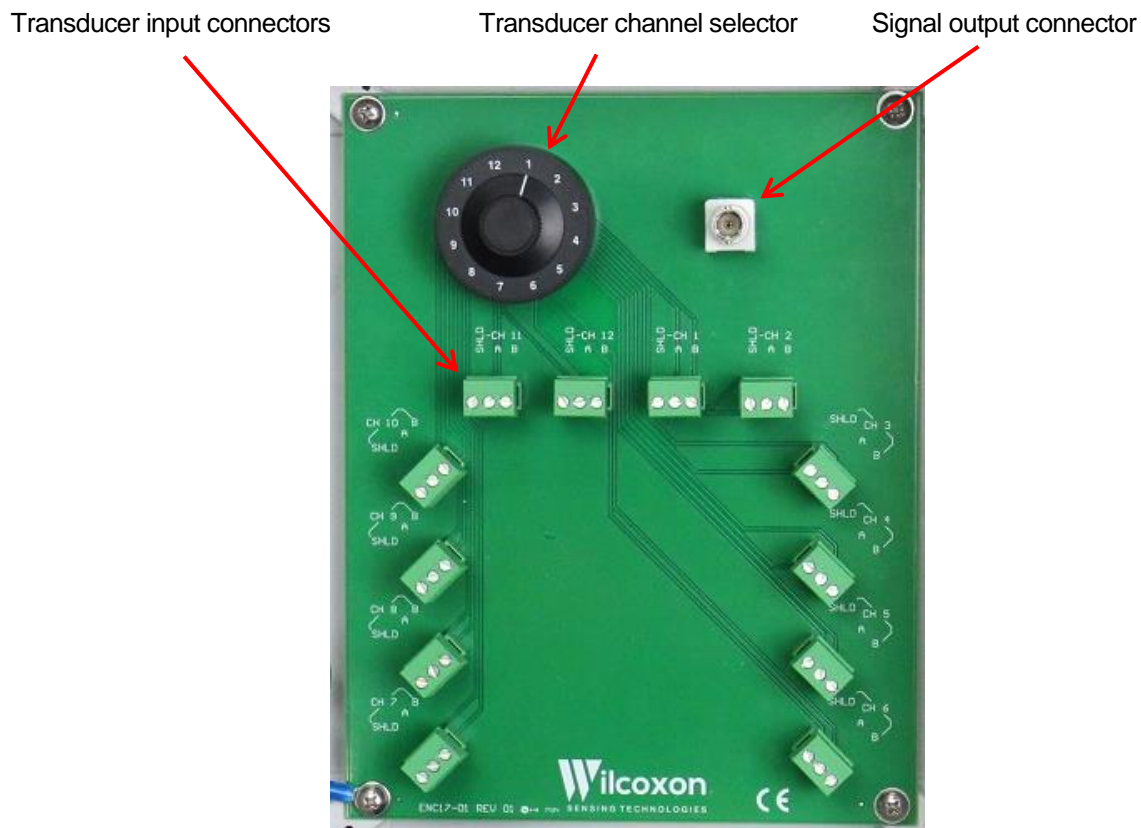 Transducer input connectors
Transducer channel selector
Signal output connector
12 1 2 3 4 5 6 7 8 9 10 11
SHLD -CH 11
A B
SHLD -CH 12
A B
SHLD -CH 1
A B
SHLD -CH 2
A B
CH 10 B
A
SHLD
SHLD CH 3
A
B
CH 9 B
A
SHLD
SHLD CH 4
A
B
CH 8 B
A
SHLD
SHLD CH 5
A
B
CH 7 B
A
SHLD
SHLD CH 6
A
B
Wilcoxon
SENSING TECHNOLOGIES
ENC17-01 REV 01
CE